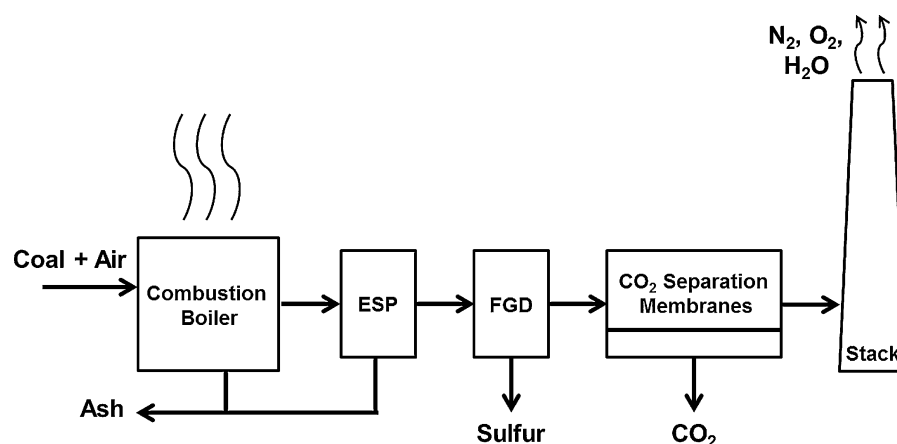 N₂, O₂,
H₂O
Coal + Air
Combustion
Boiler
ESP
FGD
CO₂ Separation
Membranes
Stack
Ash
Sulfur
CO₂